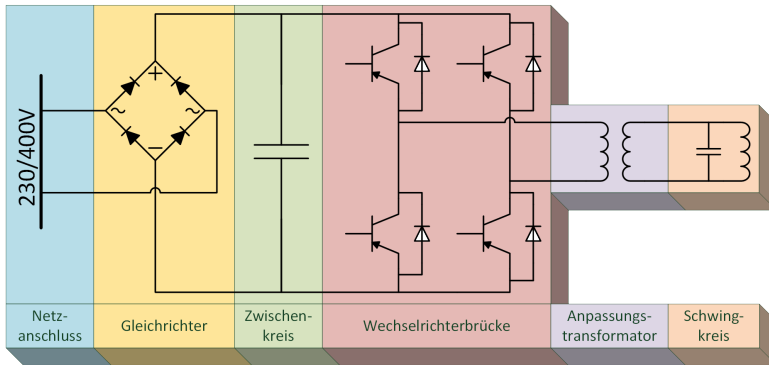 230/400V
Netz-
anschluss
Gleichrichter
Zwischen-
kreis
Wechselrichterbrücke
Anpassungs-
transformator
Schwing-
kreis